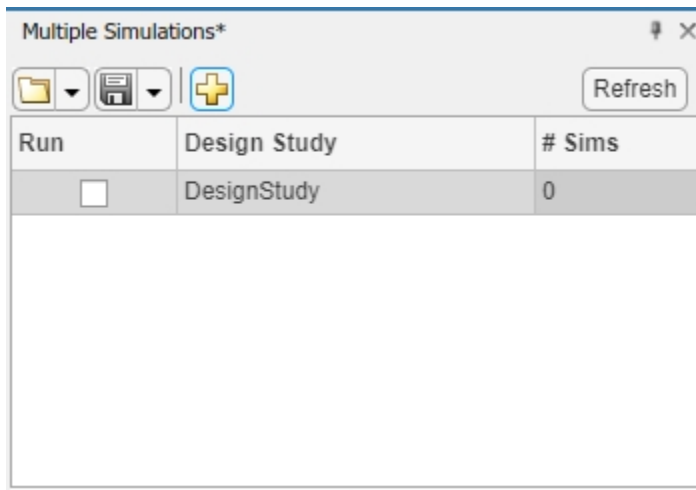 Multiple Simulations*
Refresh
Run Design Study # Sims
DesignStudy 0